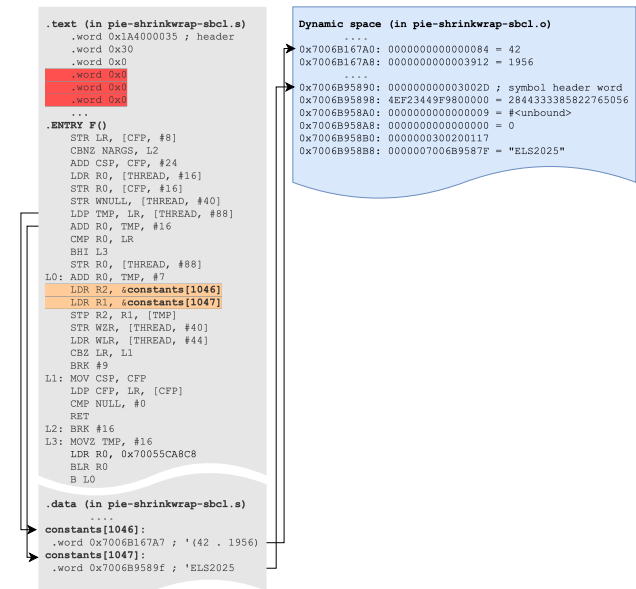 .text (in pie-shrinkwrap-sbcl.s)
.word 0x1A4000035 ; header
.word 0x30
.word 0x0
.word 0x0
.word 0x0
.word 0x0
...
.ENTRY F()
STR LR, [CFP, #8]
CBNZ NARGS, L2
ADD CSP, CFP, #24
LDR R0, [THREAD, #16]
STR R0, [CFP, #16]
STR WNULL, [THREAD, #40]
LDP TMP, LR, [THREAD, #88]
ADD R0, TMP, #16
CMP R0, LR
BHI L3
STR R0, [THREAD, #88]
L0: ADD R0, TMP, #7
LDR R2, &constants[1046]
LDR R1, &constants[1047]
STP R2, R1, [TMP]
STR WZR, [THREAD, #40]
LDR WLR, [THREAD, #44]
CBZ LR, L1
BRK #9
L1: MOV CSP, CFP
LDP CFP, LR, [CFP]
CMP NULL, #0
RET
L2: BRK #16
L3: MOVZ TMP, #16
LDR R0, 0x70055CA8C8
BLR R0
B L0
.data (in pie-shrinkwrap-sbcl.s)
....
constants[1046]:
.word 0x7006B167A7 ; '(42 . 1956)
constants[1047]:
.word 0x7006B9589f ; 'ELS2025
Dynamic space (in pie-shrinkwrap-sbcl.o)
....
0x7006B167A0: 0000000000000084 = 42
0x7006B167A8: 0000000000003912 = 1956
....
0x7006B95890: 000000000003002D ; symbol header word
0x7006B95898: 4EF23449F9800000 = 2844333385822765056
0x7006B958A0: 0000000000000009 = #<unbound>
0x7006B958A8: 0000000000000000 = 0
0x7006B958B0: 0000000300200117
0x7006B958B8: 0000007006B9587F = "ELS2025"